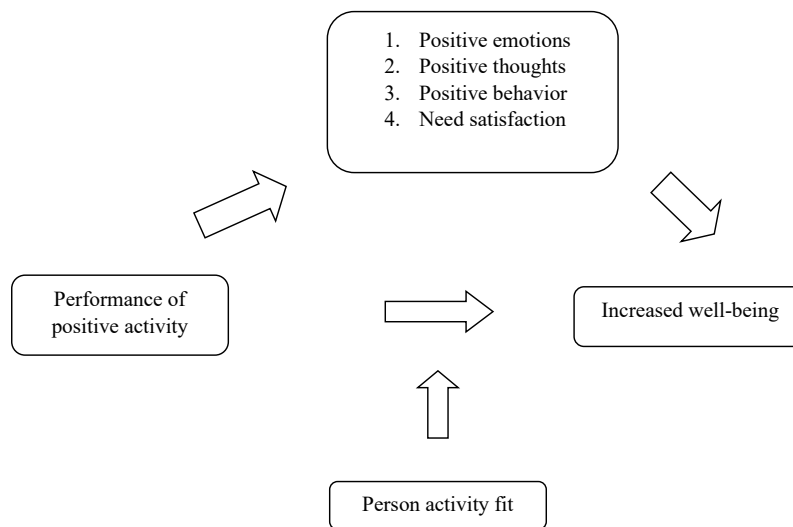 1. Positive emotions
2. Positive thoughts
3. Positive behavior
4. Need satisfaction
Performance of
positive activity
Increased well-being
Person activity fit